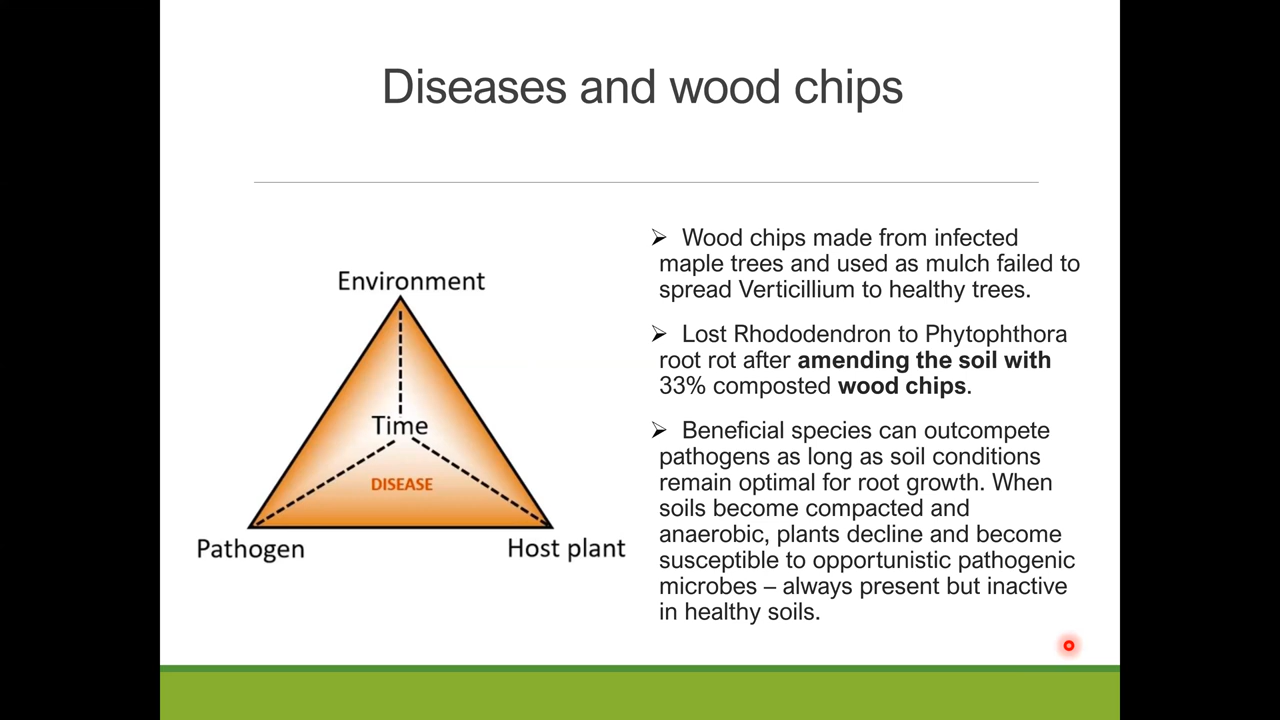 Diseases and wood chips
Environment
Time
DISEASE
Pathogen
Host plant
➢ Wood chips made from infected
maple trees and used as mulch failed to
spread Verticillium to healthy trees.
➢ Lost Rhododendron to Phytophthora
root rot after amending the soil with
33% composted wood chips.
➢ Beneficial species can outcompete
pathogens as long as soil conditions
remain optimal for root growth. When
soils become compacted and
anaerobic, plants decline and become
susceptible to opportunistic pathogenic
microbes – always present but inactive
in healthy soils.